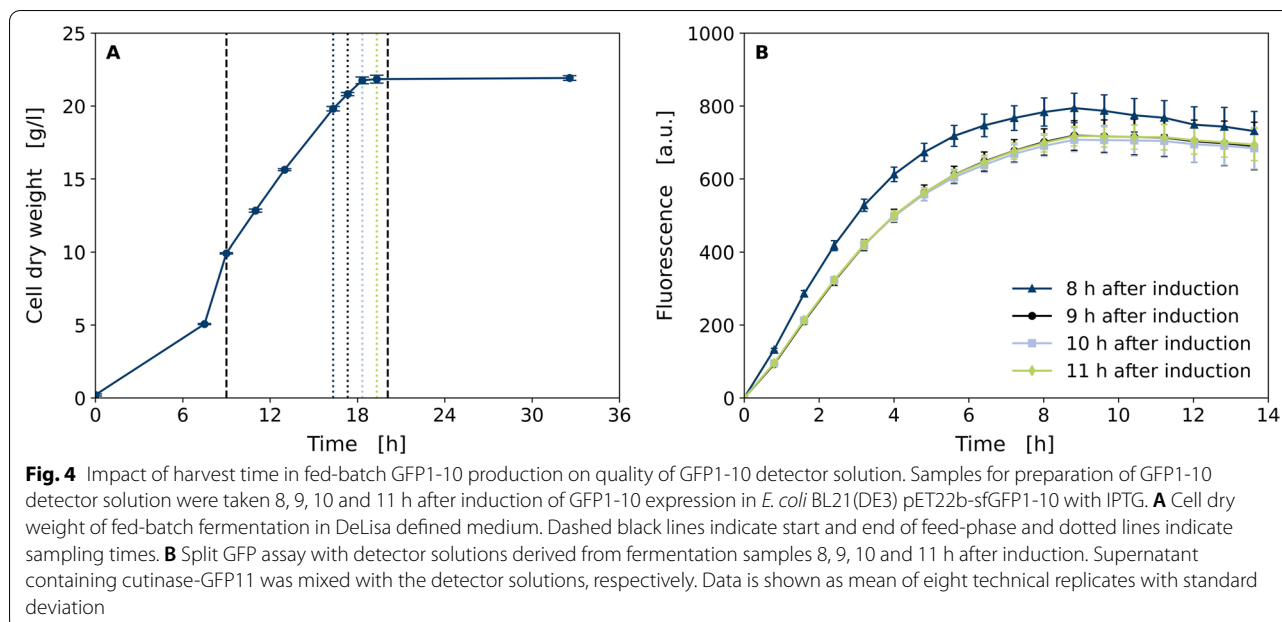 A
25
20
15
10
5
0
Cell dry weight [g/l]
0 6 12 18 24 30 36
Time [h]
B
1000
800
600
400
200
0
Fluorescence [a.u.]
8 h after induction
9 h after induction
10 h after induction
11 h after induction
0 2 4 6 8 10 12 14
Time [h]
Fig. 4 Impact of harvest time in fed-batch GFP1-10 production on quality of GFP1-10 detector solution. Samples for preparation of GFP1-10
detector solution were taken 8, 9, 10 and 11 h after induction of GFP1-10 expression in E. coli BL21(DE3) pET22b-sfGFP1-10 with IPTG. A Cell dry
weight of fed-batch fermentation in DeLisa defined medium. Dashed black lines indicate start and end of feed-phase and dotted lines indicate
sampling times. B Split GFP assay with detector solutions derived from fermentation samples 8, 9, 10 and 11 h after induction. Supernatant
containing cutinase-GFP11 was mixed with the detector solutions, respectively. Data is shown as mean of eight technical replicates with standard
deviation